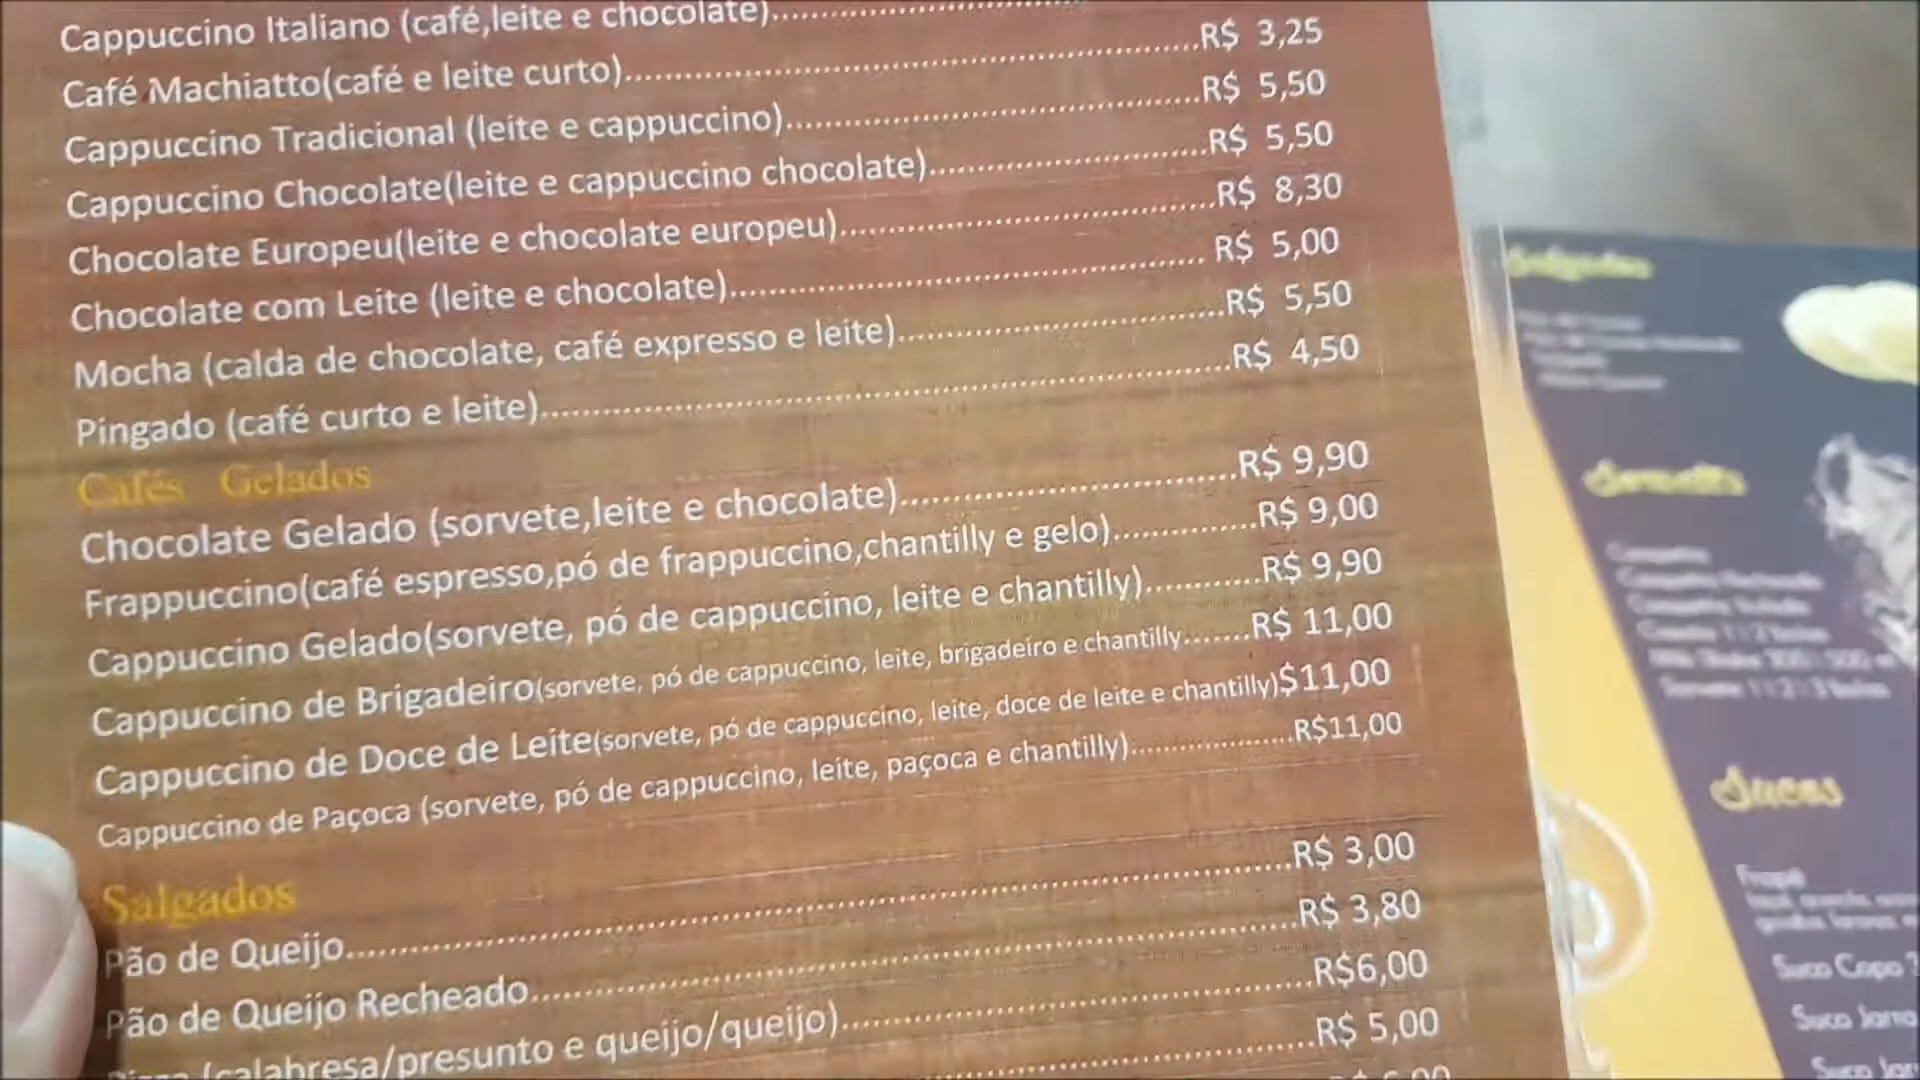 Cappuccino Italiano (café,leite e chocolate)..........
Café Machiatto(café e leite curto)..........R$ 3,25
Cappuccino Tradicional (leite e cappuccino)..........R$ 5,50
Cappuccino Chocolate(leite e cappuccino chocolate)..........R$ 5,50
Chocolate Europeu(leite e chocolate europeu)..........R$ 8,30
Chocolate com Leite (leite e chocolate)..........R$ 5,00
Mocha (calda de chocolate, café expresso e leite)..........R$ 5,50
Pingado (café curto e leite)..........R$ 4,50
Cafés Gelados
Chocolate Gelado (sorvete,leite e chocolate)..........R$ 9,90
Frappuccino(café espresso,pó de frappuccino,chantilly e gelo)..........R$ 9,00
Cappuccino Gelado(sorvete, pó de cappuccino, leite e chantilly)..........R$ 9,90
Cappuccino de Brigadeiro(sorvete, pó de cappuccino, leite, brigadeiro e chantilly.......R$ 11,00
Cappuccino de Doce de Leite(sorvete, pó de cappuccino, leite, doce de leite e chantilly)$11,00
Cappuccino de Paçoca (sorvete, pó de cappuccino, leite, paçoca e chantilly)..........R$11,00
Salgados
Pão de Queijo..........R$ 3,00
Pão de Queijo Recheado..........R$ 3,80
(calabresa/presunto e queijo/queijo)..........R$6,00
R$ 5,00
Salgados
Sucos
Frapê
Suco Copo
Suco Jarra
Suco